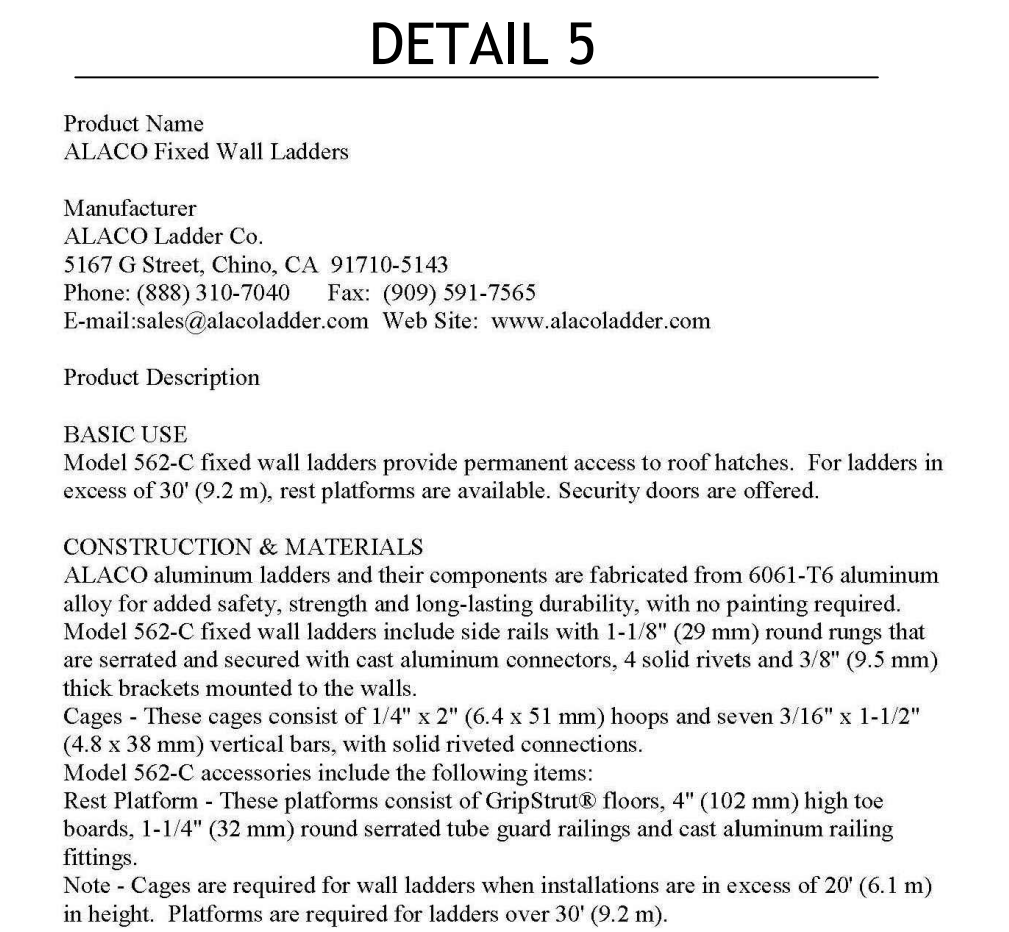 DETAIL 5
Product Name
ALACO Fixed Wall Ladders
Manufacturer
ALACO Ladder Co.
5167 G Street, Chino, CA 91710-5143
Phone: (888) 310-7040 Fax: (909) 591-7565
E-mail:sales@alacoladder.com Web Site: www.alacoladder.com
Product Description
BASIC USE
Model 562-C fixed wall ladders provide permanent access to roof hatches. For ladders in
excess of 30' (9.2 m), rest platforms are available. Security doors are offered.
CONSTRUCTION & MATERIALS
ALACO aluminum ladders and their components are fabricated from 6061-T6 aluminum
alloy for added safety, strength and long-lasting durability, with no painting required.
Model 562-C fixed wall ladders include side rails with 1-1/8" (29 mm) round rungs that
are serrated and secured with cast aluminum connectors, 4 solid rivets and 3/8" (9.5 mm)
thick brackets mounted to the walls.
Cages - These cages consist of 1/4" x 2" (6.4 x 51 mm) hoops and seven 3/16" x 1-1/2"
(4.8 x 38 mm) vertical bars, with solid riveted connections.
Model 562-C accessories include the following items:
Rest Platform - These platforms consist of GripStrut® floors, 4" (102 mm) high toe
boards, 1-1/4" (32 mm) round serrated tube guard railings and cast aluminum railing
fittings.
Note - Cages are required for wall ladders when installations are in excess of 20' (6.1 m)
in height. Platforms are required for ladders over 30' (9.2 m).